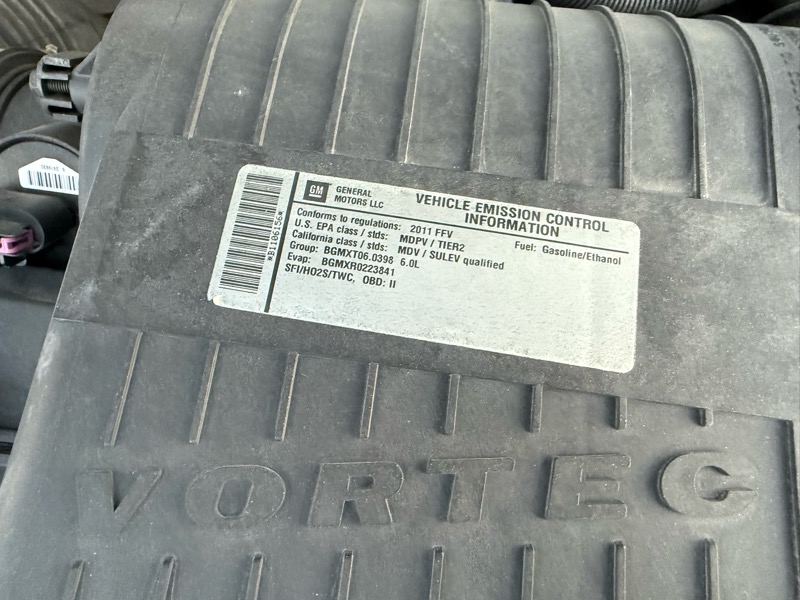 GM GENERAL MOTORS LLC
VEHICLE EMISSION CONTROL INFORMATION
Conforms to regulations: 2011 FFV Fuel: Gasoline/Ethanol
U.S. EPA class / stds: MDPV / TIER2
California class / stds: MDV / SULEV qualified
Group: BGMXT06.0398 6.0L
Evap: BGMXR0223841
SFI/HO2S/TWC, OBD: II
*B1106156*
VORTEC